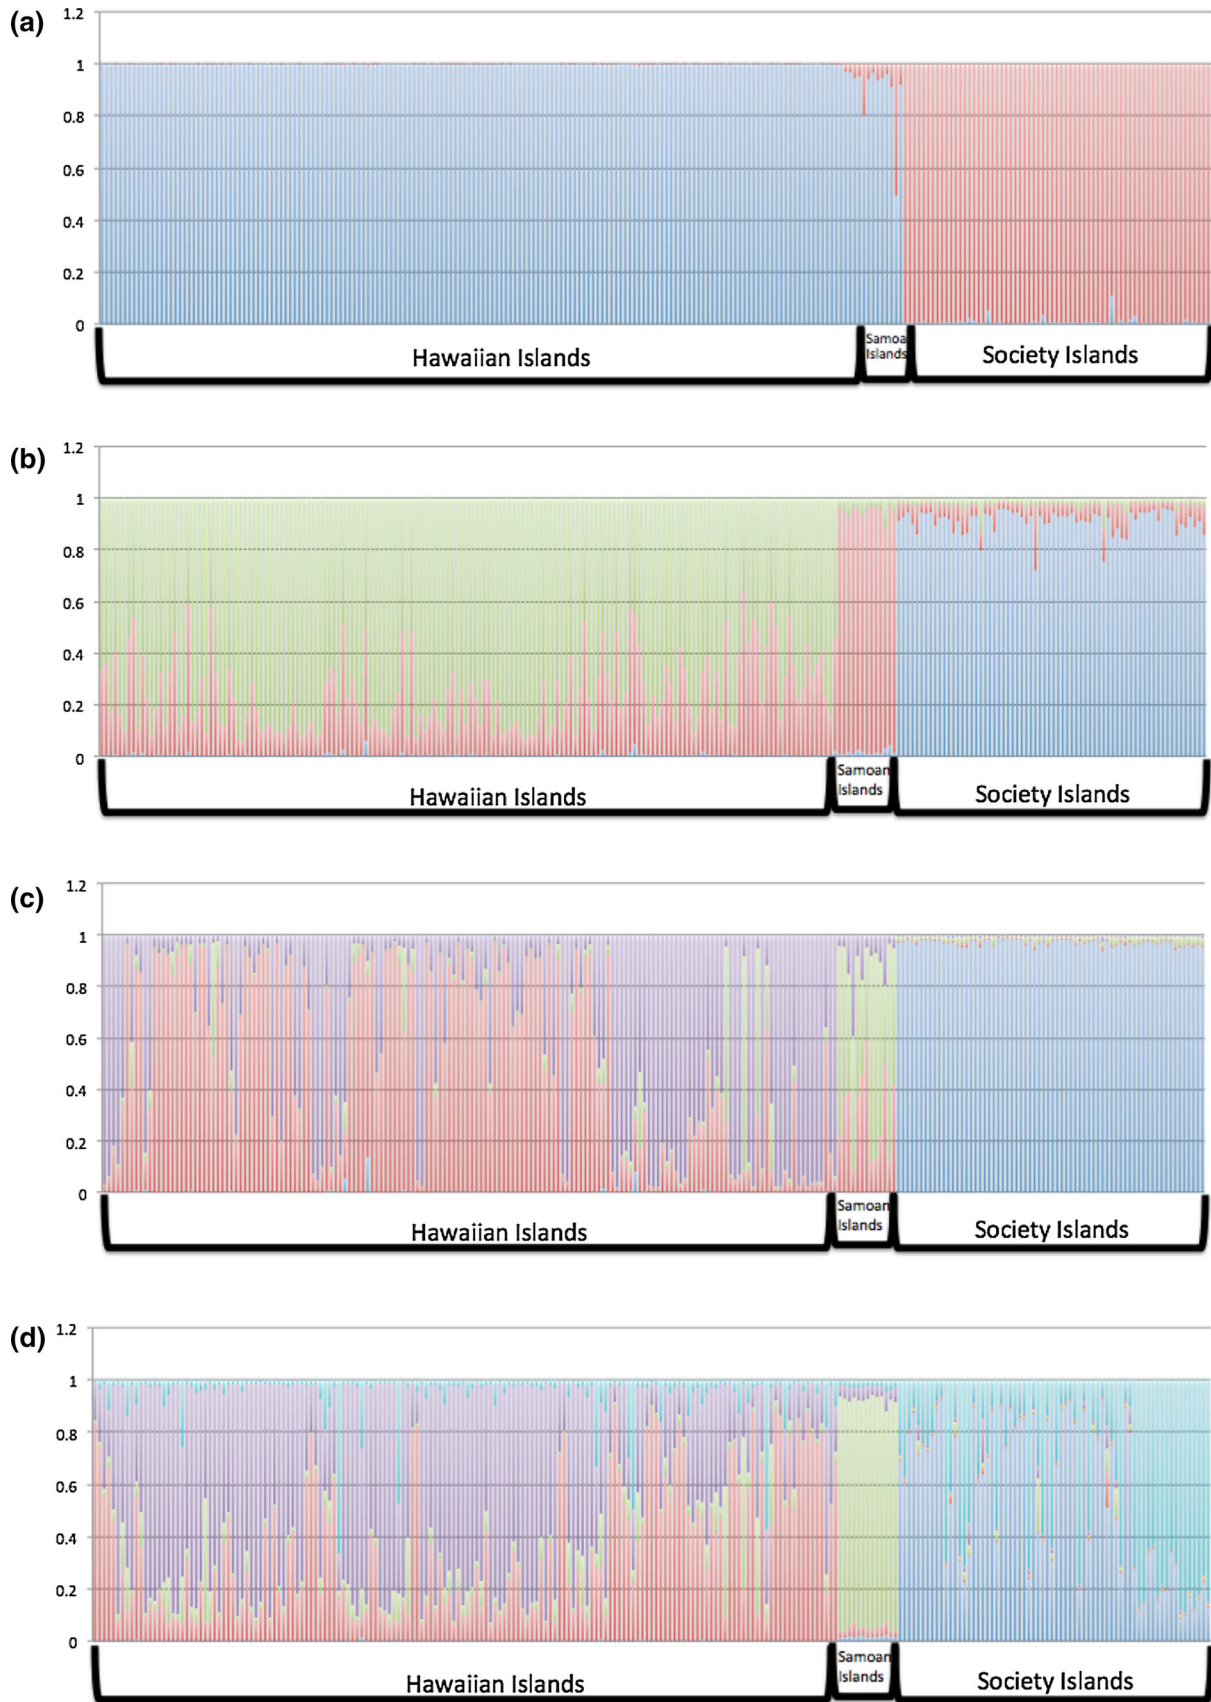 (a)
1.2
1
0.8
0.6
0.4
0.2
0
Hawaiian Islands
Samoa
Islands
Society Islands
(b)
1.2
1
0.8
0.6
0.4
0.2
0
Hawaiian Islands
Samoan
Islands
Society Islands
(c)
1.2
1
0.8
0.6
0.4
0.2
0
Hawaiian Islands
Samoan
Islands
Society Islands
(d)
1.2
1
0.8
0.6
0.4
0.2
0
Hawaiian Islands
Samoan
Islands
Society Islands